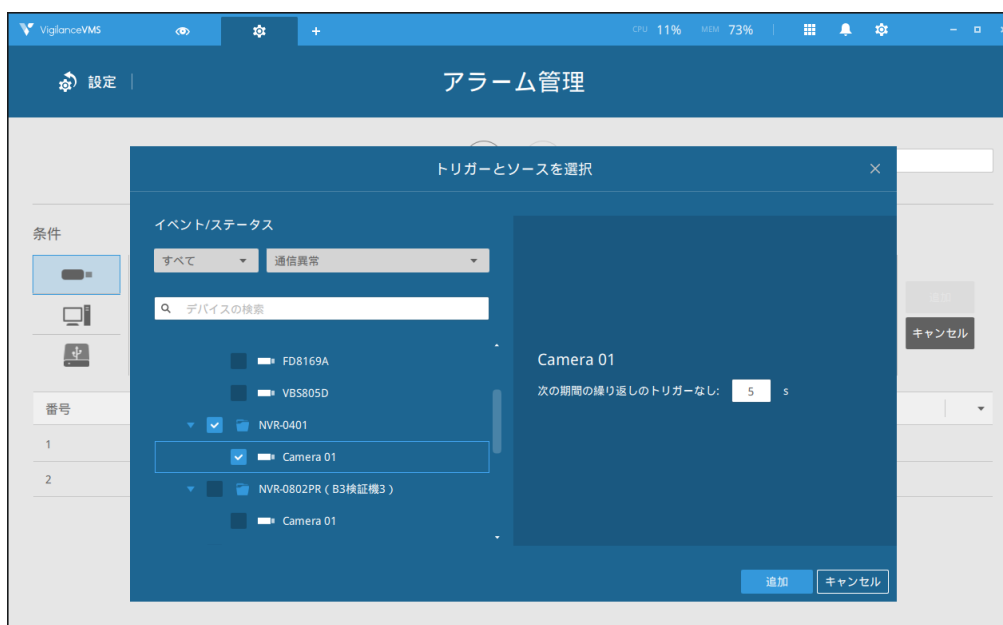 VigilanceVMS
CPU 11% MEM 73%
設定
アラーム管理
トリガーとソースを選択
イベント/ステータス
条件
すべて
通信異常
デバイスの検索
追加
キャンセル
FD8169A
Camera 01
VBS805D
次の期間の繰り返しのトリガーなし: 5 s
番号
NVR-0401
1
Camera 01
2
NVR-0802PR ( B3検証機3 )
Camera 01
追加
キャンセル